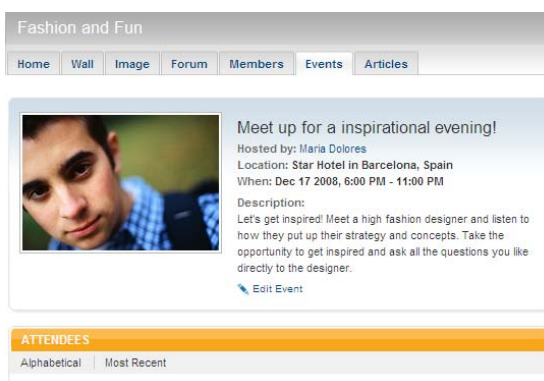 Fashion and Fun
Home Wall Image Forum Members Events Articles
Meet up for a inspirational evening!
Hosted by: Maria Dolores
Location: Star Hotel in Barcelona, Spain
When: Dec 17 2008, 6:00 PM - 11:00 PM
Description:
Let's get inspired! Meet a high fashion designer and listen to
how they put up their strategy and concepts. Take the
opportunity to get inspired and ask all the questions you like
directly to the designer.
Edit Event
ATTENDEES
Alphabetical Most Recent